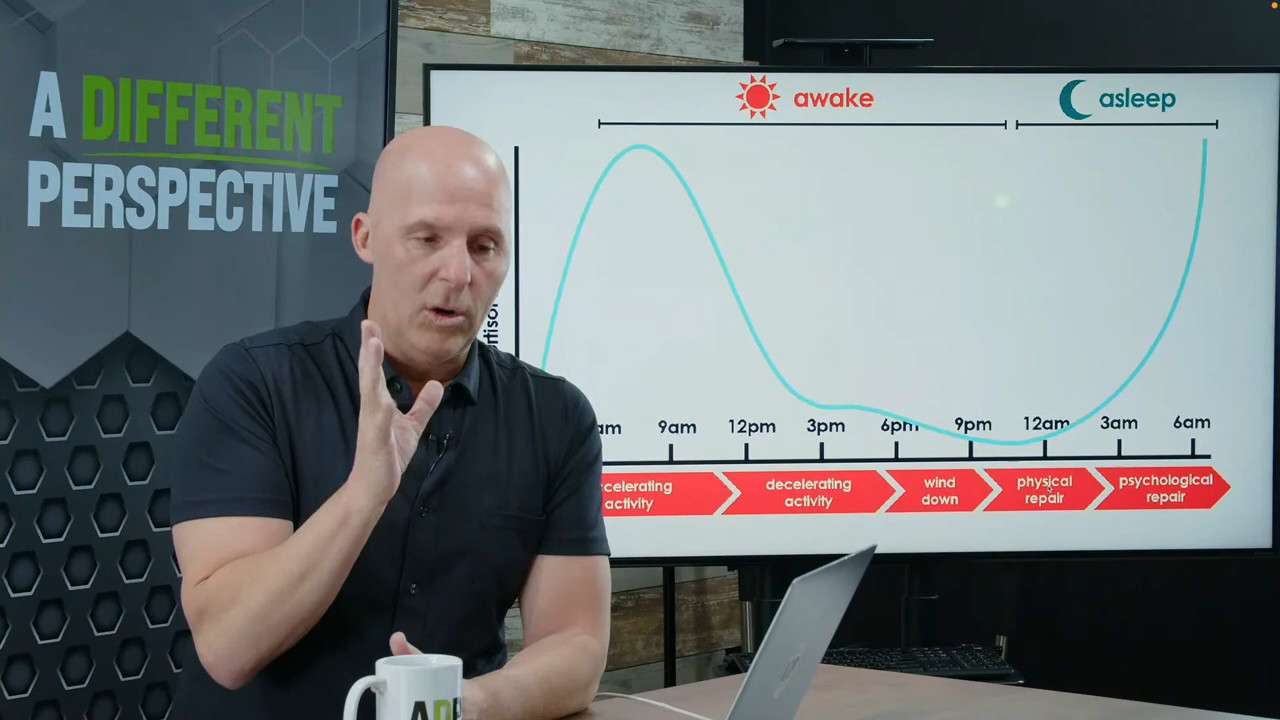 A DIFFERENT
PERSPECTIVE
awake
asleep
9am
12pm
3pm
6pm
9pm
12am
3am
6am
decelerating
activity
activity
wind
down
physical
repair
psychological
repair